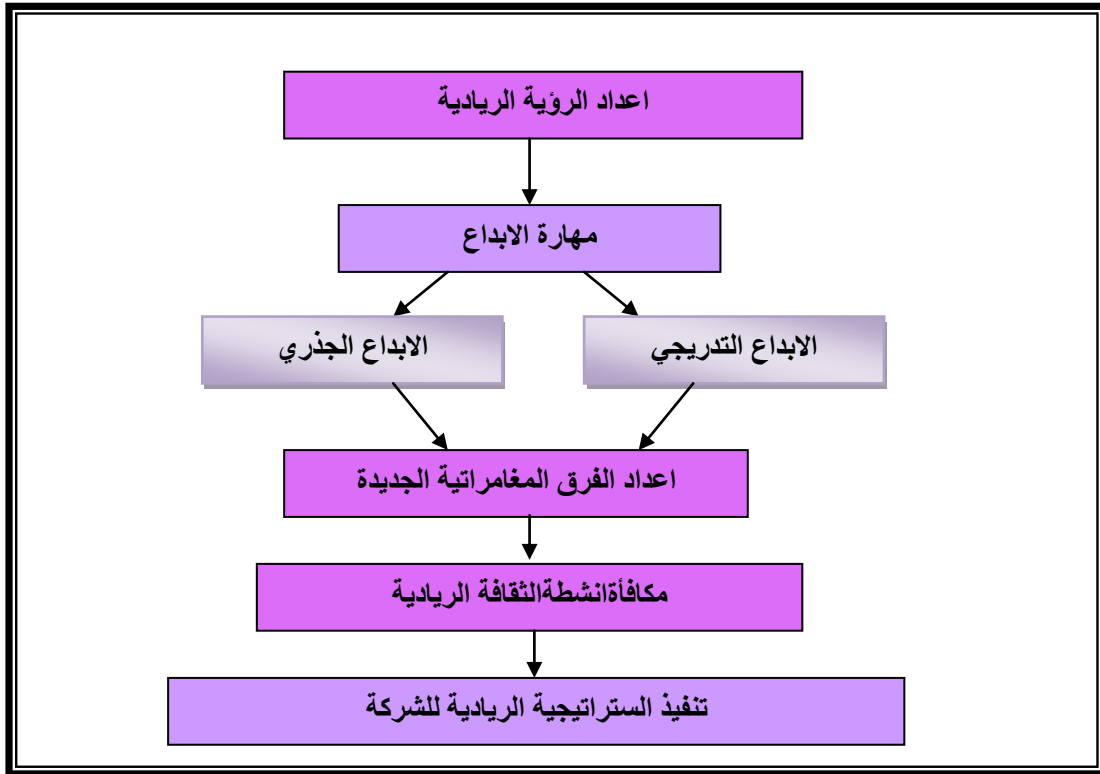 اعداد الرؤية الريادية
مهارة الابداع
الابداع التدريجي
الابداع الجذري
اعداد الفرق المغامراتية الجديدة
مكافأةانشطةالثقافة الريادية
تنفيذ الستراتيجية الريادية للشركة